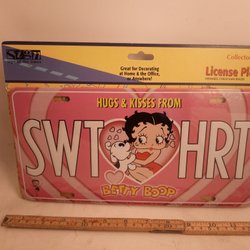 Great for Decorating
at Home & the Office,
or Anywhere!
Collector
License Pl
HUGS & KISSES FROM
SWT HRT
BETTY BOOP